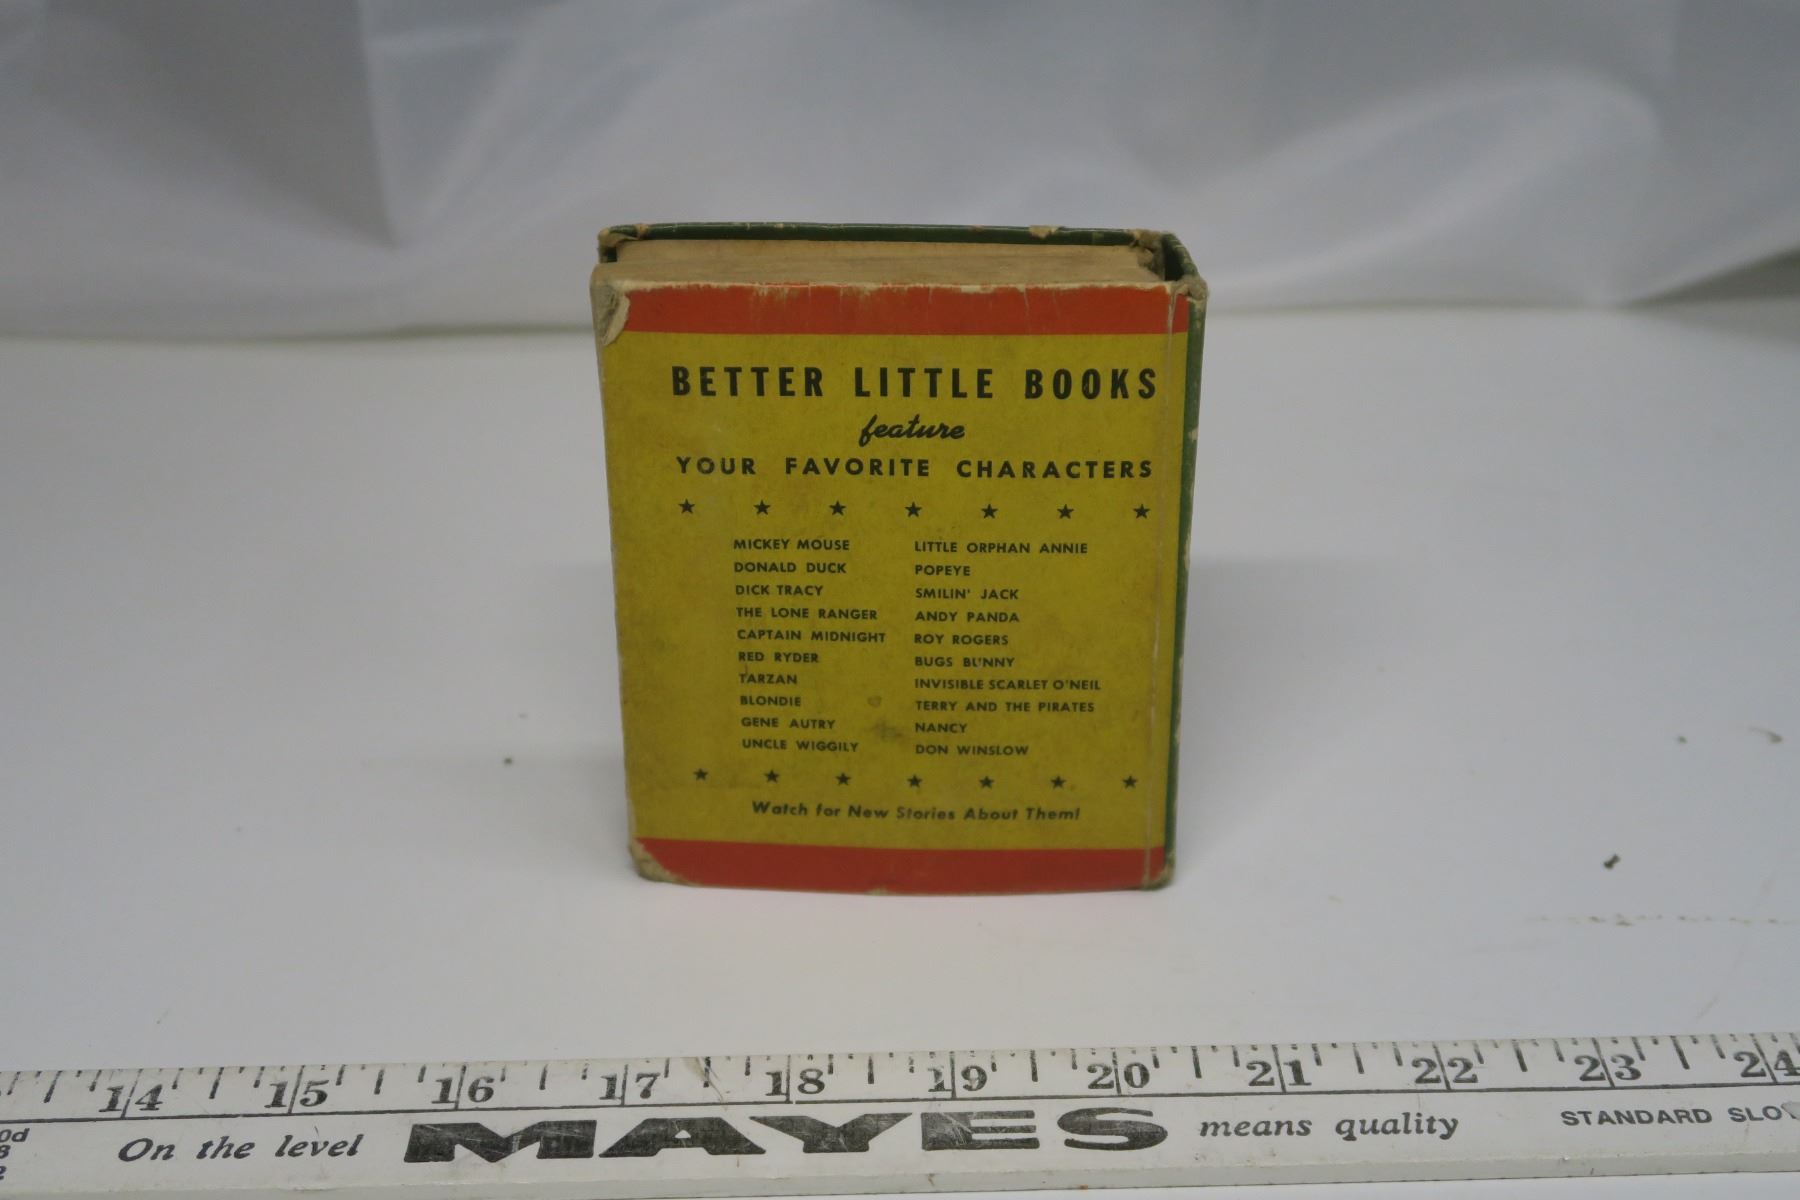 BETTER LITTLE BOOKS
feature
YOUR FAVORITE CHARACTERS
MICKEY MOUSE
DONALD DUCK
DICK TRACY
THE LONE RANGER
CAPTAIN MIDNIGHT
RED RYDER
TARZAN
BLONDIE
GENE AUTRY
UNCLE WIGGILY
LITTLE ORPHAN ANNIE
POPEYE
SMILIN' JACK
ANDY PANDA
ROY ROGERS
BUGS BUNNY
INVISIBLE SCARLET O'NEIL
TERRY AND THE PIRATES
NANCY
DON WINSLOW
Watch for New Stories About Them!
14 15 16 17 18 19 20 21 22 23 24
On the level MAYES means quality STANDARD